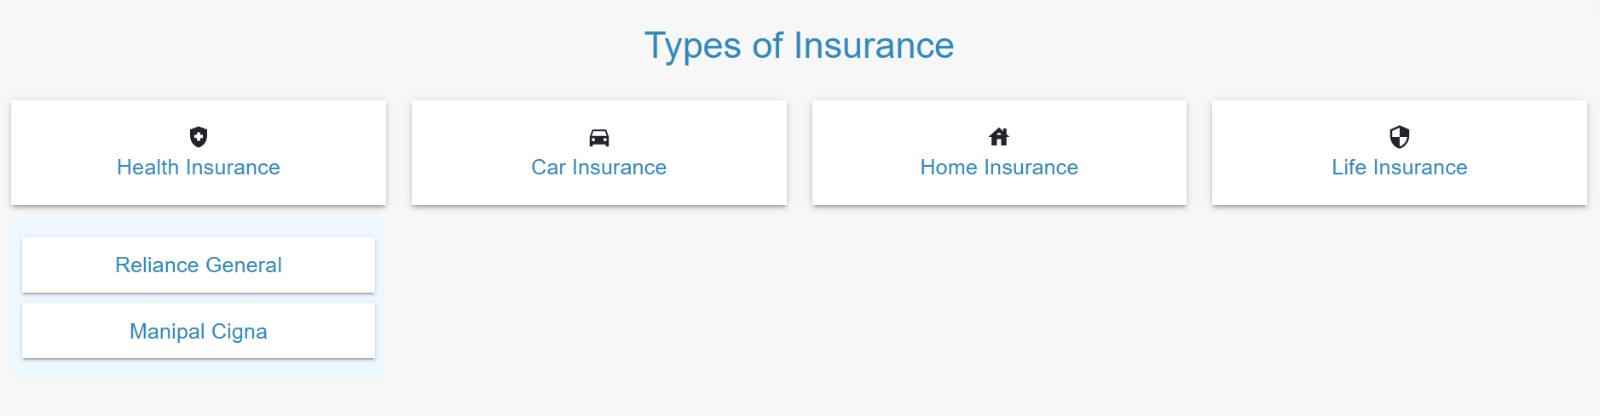 Types of Insurance
Health Insurance
Car Insurance
Home Insurance
Life Insurance
Reliance General
Manipal Cigna